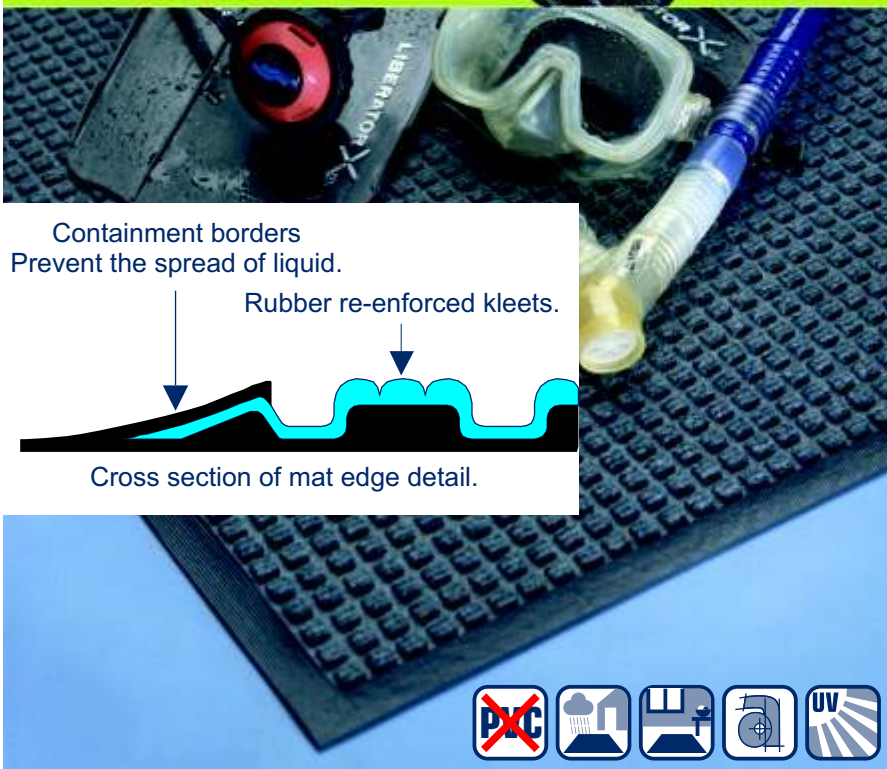 LIBERATOR X
RATOR X
Containment borders
Prevent the spread of liquid.
Rubber re-enforced kleets.
Cross section of mat edge detail.
PVC
UV